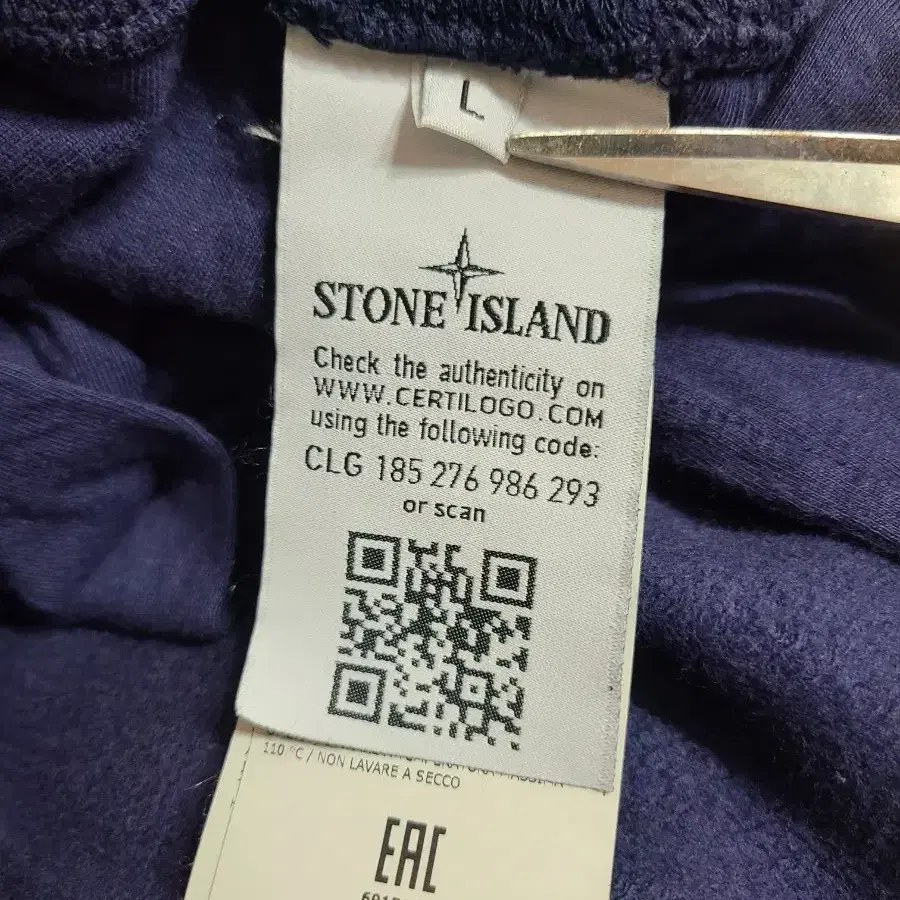 L
STONE ISLAND
Check the authenticity on
WWW.CERTILOGO.COM
using the following code:
CLG 185 276 986 293
or scan
110 °C / NON LAVARE A SECCO
EAC